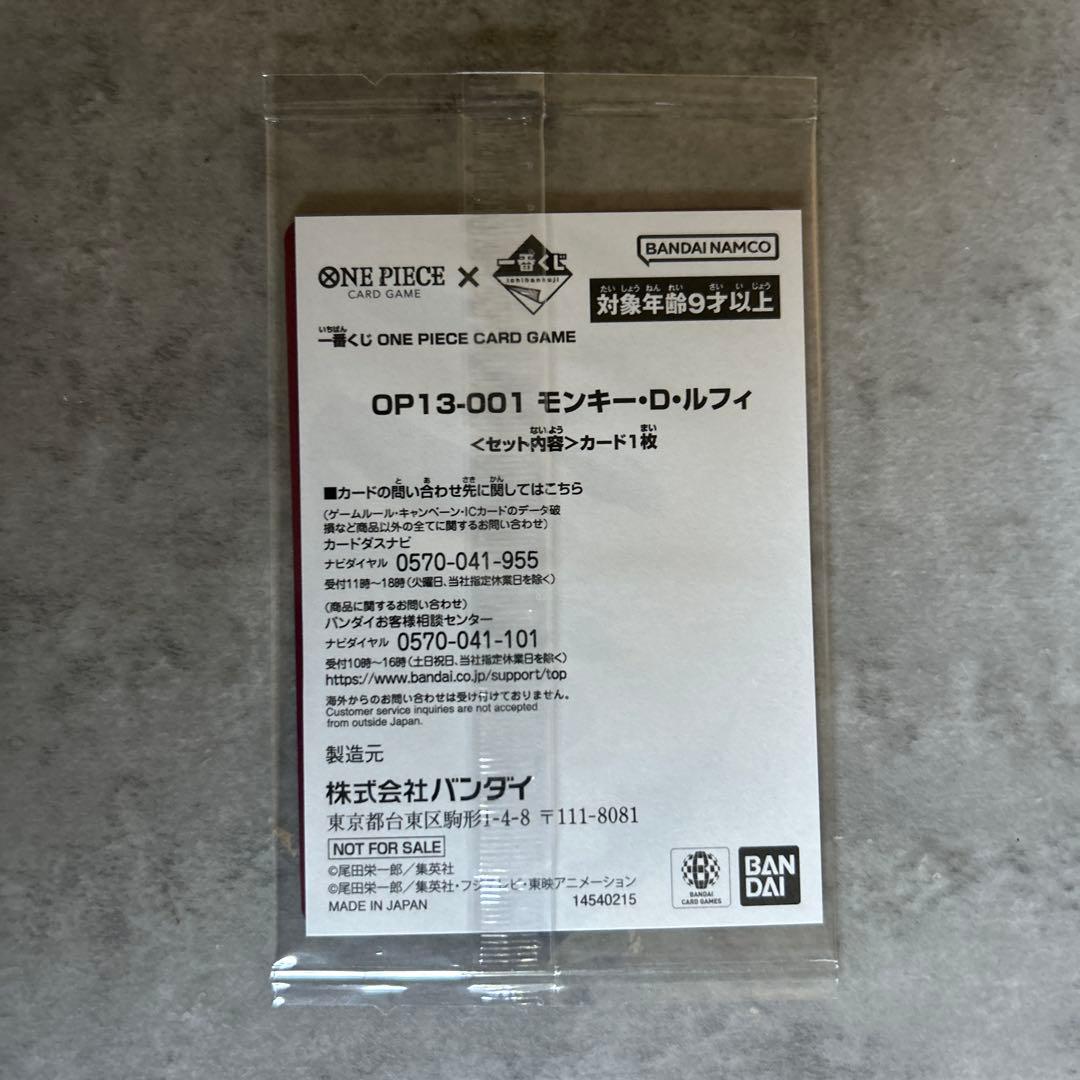 ONE PIECE
CARD GAME
×
一番くじ
ichibankuji
BANDAI NAMCO
たいしょうねんれい ざいいじょう
対象年齢9才以上
いちばん
一番くじ ONE PIECE CARD GAME
OP13-001 モンキー・D・ルフィ
ないよう まい
<セット内容>カード1枚
と あ さき かん
■カードの問い合わせ先に関してはこちら
(ゲームルール・キャンペーン・ICカードのデータ破
損など商品以外の全てに関するお問い合わせ)
カードダスナビ
ナビダイヤル 0570-041-955
受付11時～18時(火曜日、当社指定休業日を除く)
(商品に関するお問い合わせ)
バンダイお客様相談センター
ナビダイヤル 0570-041-101
受付10時～16時(土日祝日、当社指定休業日を除く)
https://www.bandai.co.jp/support/top
海外からのお問い合わせは受け付けておりません。
Customer service inquiries are not accepted
from outside Japan.
製造元
株式会社バンダイ
東京都台東区駒形1-4-8 〒111-8081
NOT FOR SALE
©尾田栄一郎／集英社
©尾田栄一郎／集英社・フジテレビ・東映アニメーション
MADE IN JAPAN
14540215
BANDAI
CARD GAMES
BAN
DAI